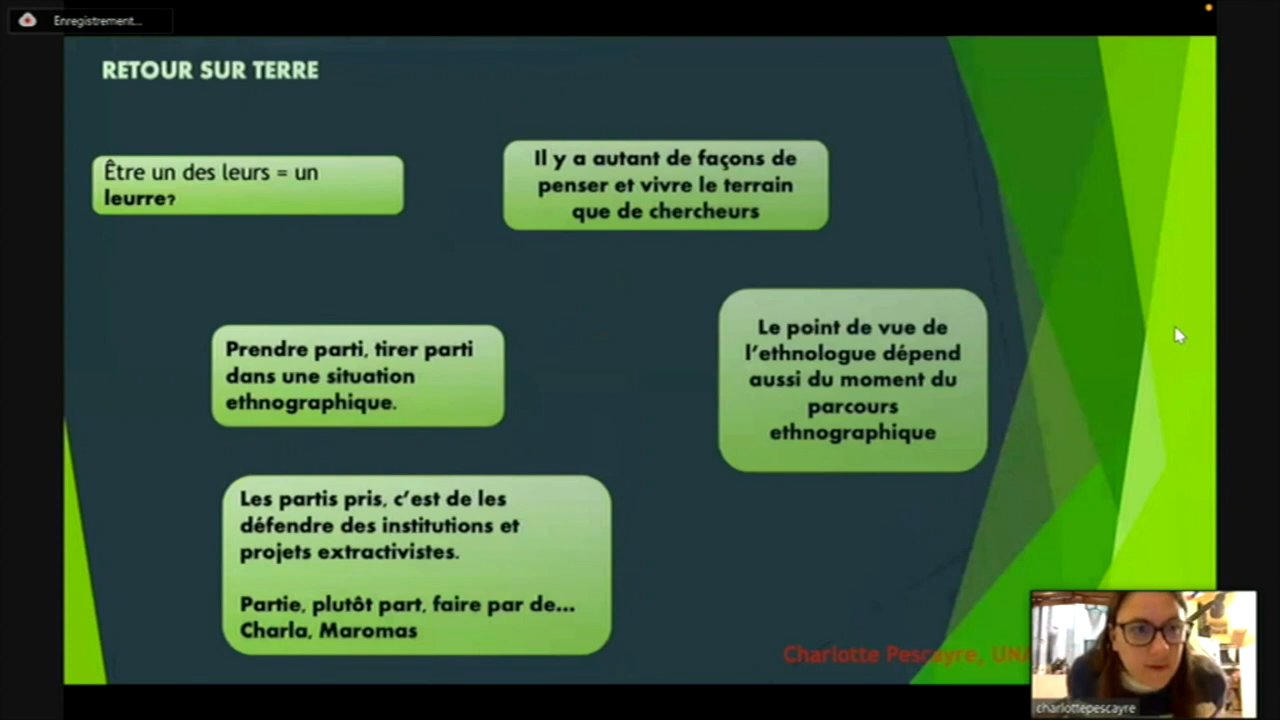 Enregistrement...
RETOUR SUR TERRE
Être un des leurs = un
leurre?
Il y a autant de façons de
penser et vivre le terrain
que de chercheurs
Prendre parti, tirer parti
dans une situation
ethnographique.
Le point de vue de
l'ethnologue dépend
aussi du moment du
parcours
ethnographique
Les partis pris, c'est de les
défendre des institutions et
projets extractivistes.
Partie, plutôt part, faire par de...
Charla, Maromas
Charlotte Pescayre,
charlottepescayre